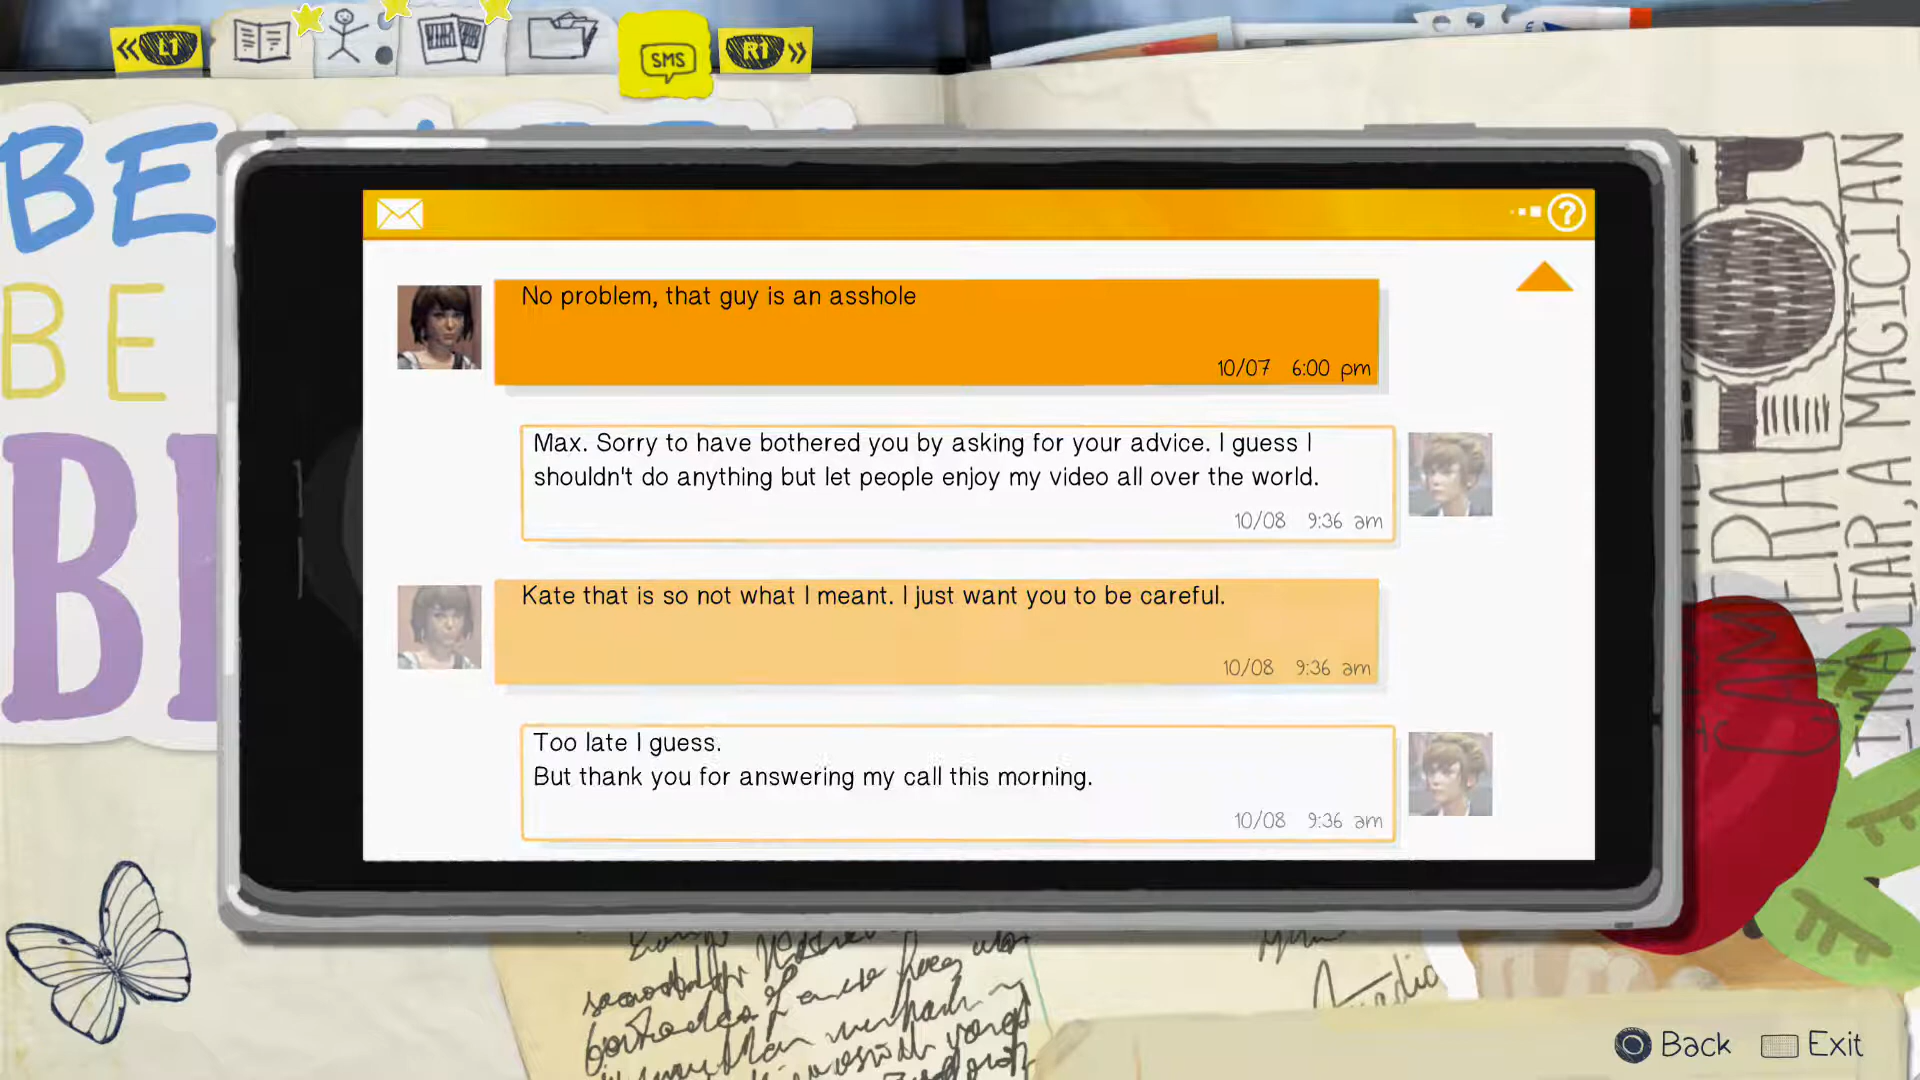 L1
SMS
R1
BE
BE
No problem, that guy is an asshole
10/07 6:00 pm
Max. Sorry to have bothered you by asking for your advice. I guess I
shouldn't do anything but let people enjoy my video all over the world.
10/08 9:36 am
Kate that is so not what I meant. I just want you to be careful.
10/08 9:36 am
Too late I guess.
But thank you for answering my call this morning.
10/08 9:36 am
?
CAMERA
LIAR, A MAGICIAN
Back
Exit